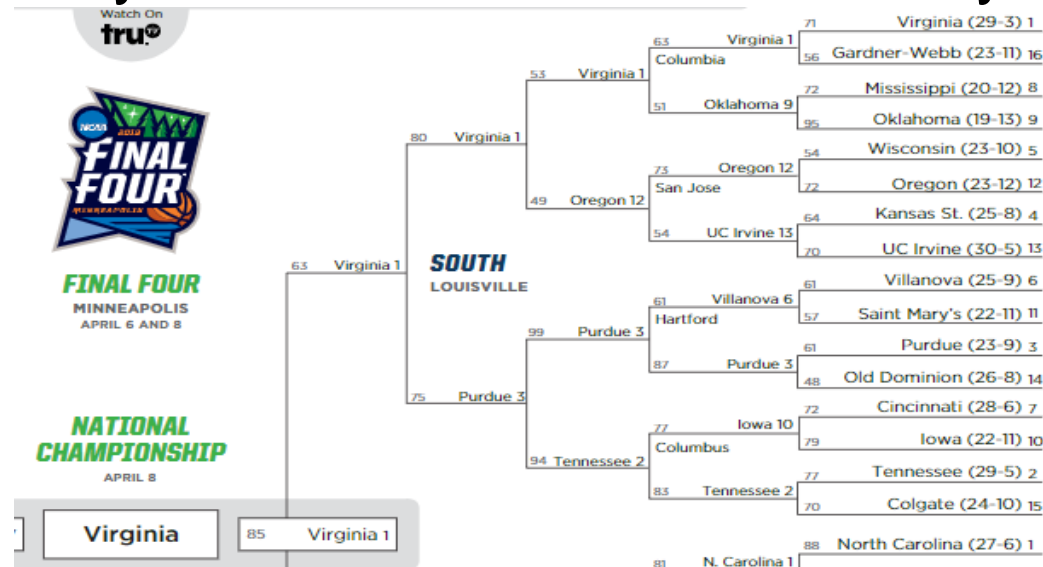 Watch On
truTV
NCAA
2019
FINAL
FOUR
MINNEAPOLIS
FINAL FOUR
MINNEAPOLIS
APRIL 6 AND 8
NATIONAL
CHAMPIONSHIP
APRIL 8
Virginia
85 Virginia 1
63 Virginia 1
SOUTH
LOUISVILLE
80 Virginia 1
75 Purdue 3
53 Virginia 1
49 Oregon 12
99 Purdue 3
94 Tennessee 2
63 Virginia 1
Columbia
51 Oklahoma 9
73 Oregon 12
San Jose
54 UC Irvine 13
61 Villanova 6
Hartford
87 Purdue 3
77 Iowa 10
Columbus
83 Tennessee 2
81 N. Carolina 1
71 Virginia (29-3) 1
56 Gardner-Webb (23-11) 16
72 Mississippi (20-12) 8
95 Oklahoma (19-13) 9
54 Wisconsin (23-10) 5
72 Oregon (23-12) 12
64 Kansas St. (25-8) 4
70 UC Irvine (30-5) 13
61 Villanova (25-9) 6
57 Saint Mary's (22-11) 11
61 Purdue (23-9) 3
48 Old Dominion (26-8) 14
72 Cincinnati (28-6) 7
79 Iowa (22-11) 10
77 Tennessee (29-5) 2
70 Colgate (24-10) 15
88 North Carolina (27-6) 1